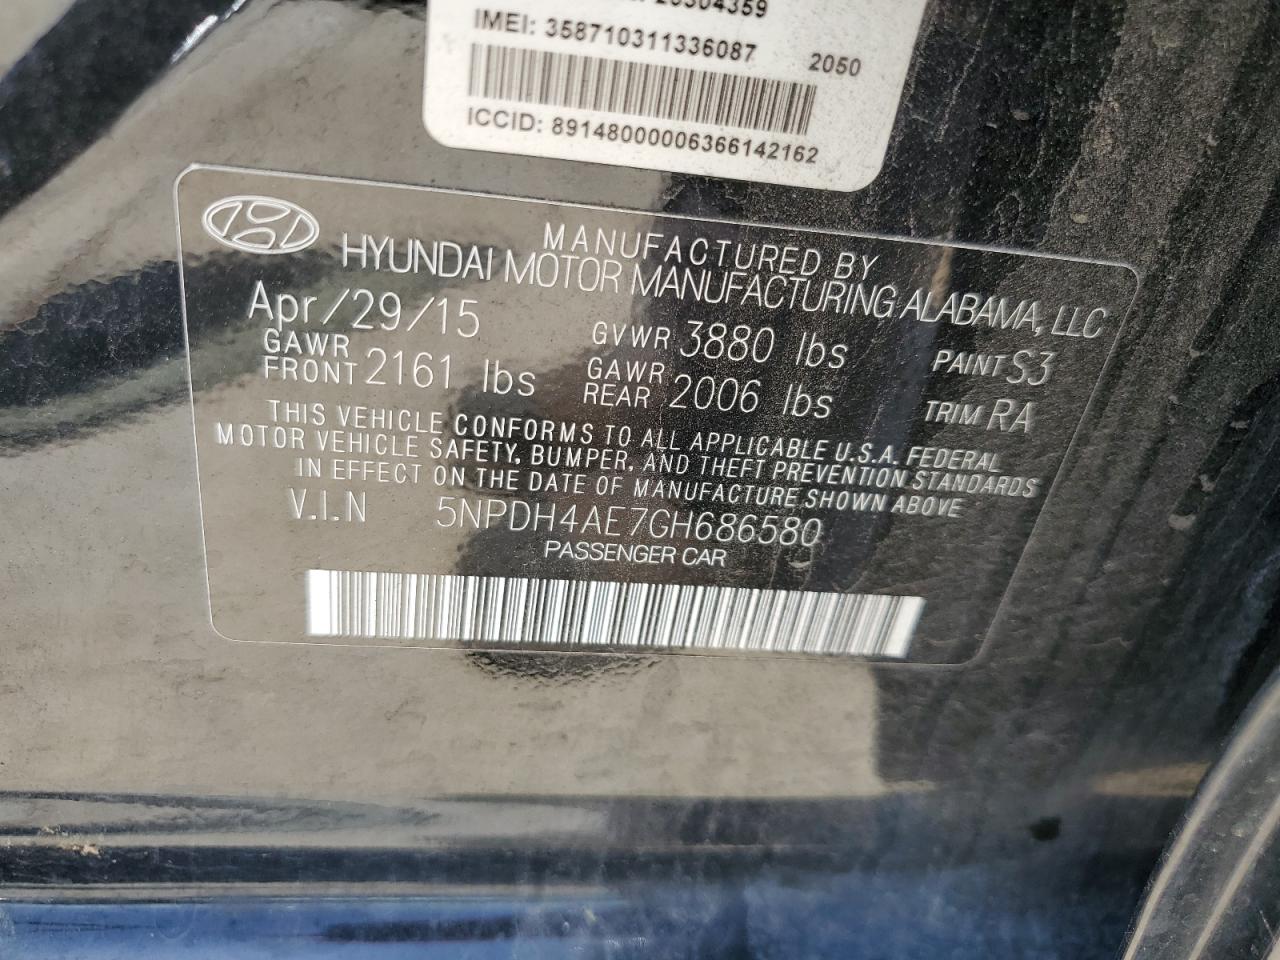 IMEI: 358710311336087 2050
ICCID: 89148000006366142162
MANUFACTURED BY
HYUNDAI MOTOR MANUFACTURING ALABAMA, LLC
Apr/29/15 GVWR 3880 lbs PAINT S3
GAWR FRONT 2161 lbs GAWR REAR 2006 lbs TRIM RA
THIS VEHICLE CONFORMS TO ALL APPLICABLE U.S.A. FEDERAL
MOTOR VEHICLE SAFETY, BUMPER, AND THEFT PREVENTION STANDARDS
IN EFFECT ON THE DATE OF MANUFACTURE SHOWN ABOVE
V.I.N 5NPDH4AE7GH686580
PASSENGER CAR